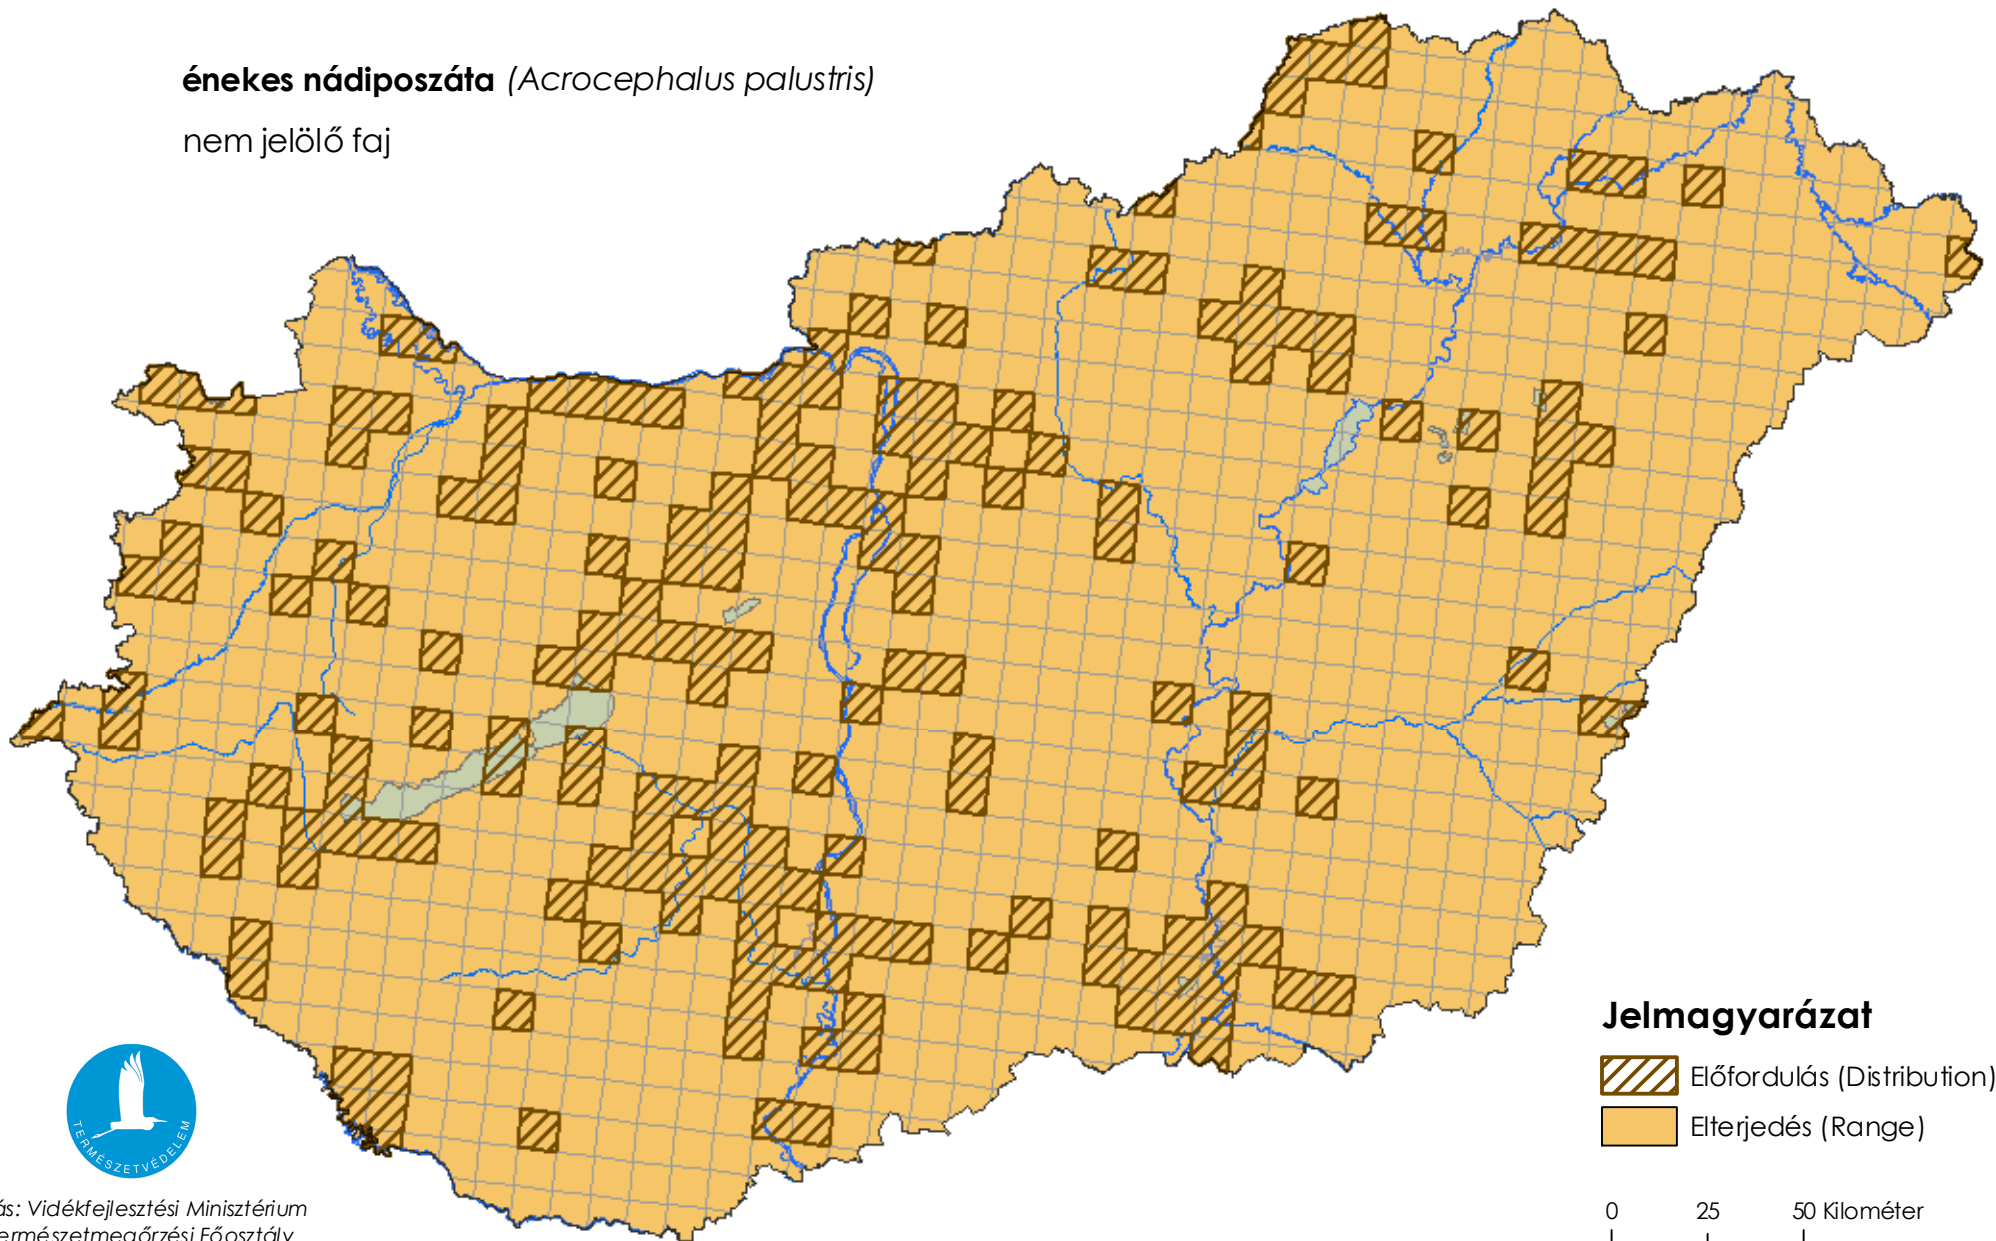 énekes nádiposzáta (Acrocephalus palustris)
nem jelölő faj
Jelmagyarázat
Előfordulás (Distribution)
Elterjedés (Range)
0 25 50 Kilométer
TERMÉSZETVÉDELEM
Vidékfejlesztési Minisztérium
Főosztály